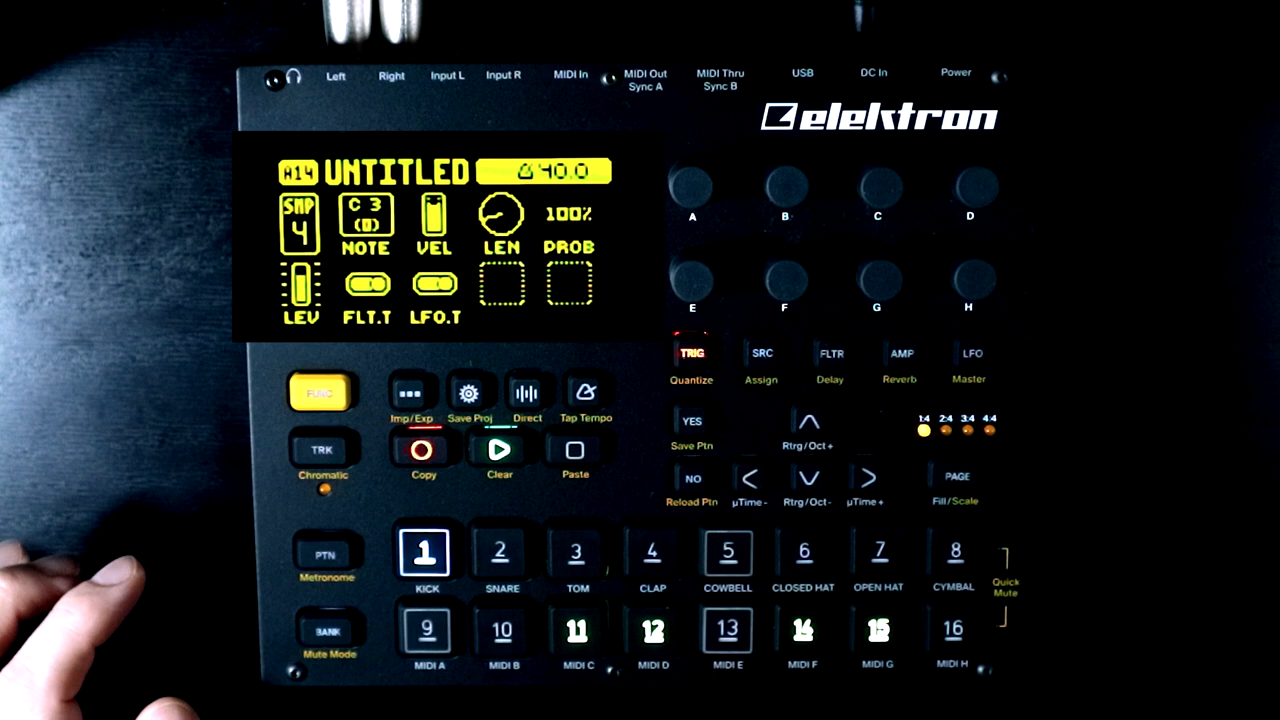 Left Right Input L Input R MIDI In MIDI Out MIDI Thru USB DC In Power
Sync A Sync B
elektron
A14 UNTITLED 40.0
SMP 4 C 3 (0) 100%
NOTE VEL LEN PROB
LEV FLT.T LFO.T
A B C D
E F G H
TRIG SRC FLTR AMP LFO
Quantize Assign Delay Reverb Master
FUNC
Imp/Exp Save Proj Direct Tap Tempo
YES
Save Ptn Rtrg/Oct+
1:4 2:4 3:4 4:4
TRK
Chromatic Copy Clear Paste
NO PAGE
Reload Ptn µTime- Rtrg/Oct- µTime+ Fill/Scale
PTN 1 2 3 4 5 6 7 8
Metronome KICK SNARE TOM CLAP COWBELL CLOSED HAT OPEN HAT CYMBAL
Quick
Mute
BANK 9 10 11 12 13 14 15 16
Mute Mode MIDI A MIDI B MIDI C MIDI D MIDI E MIDI F MIDI G MIDI H